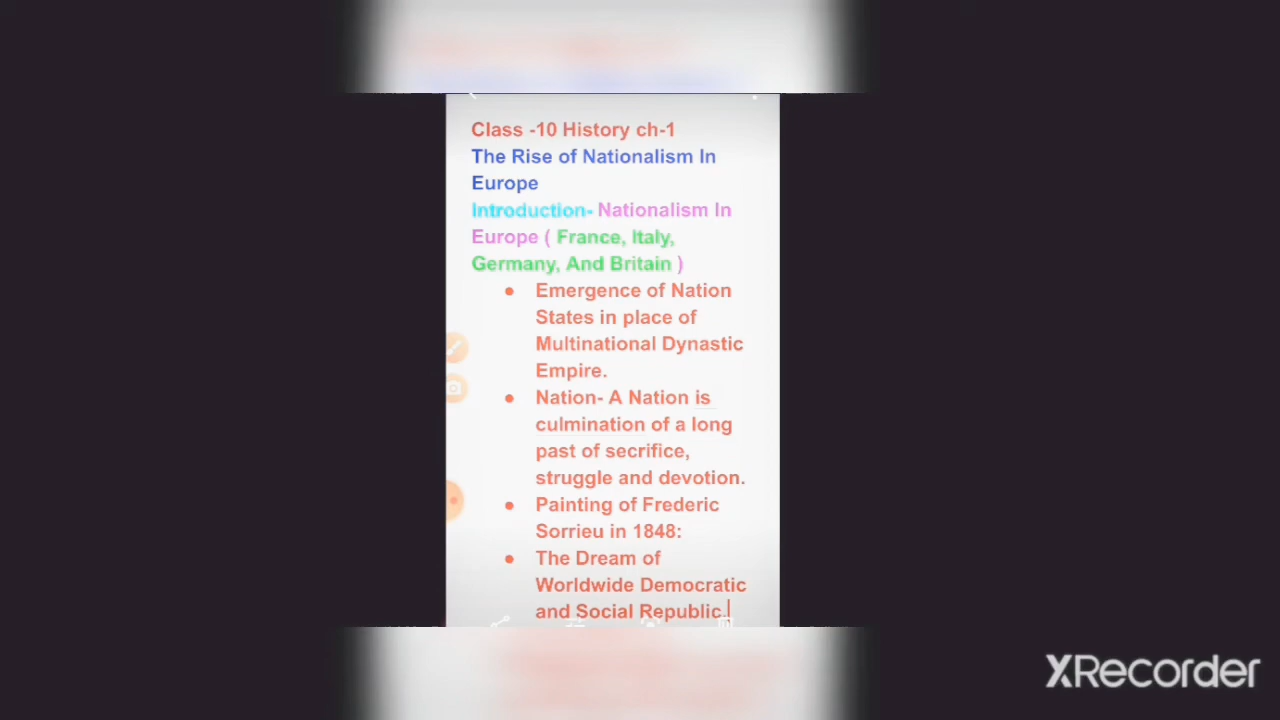 Class -10 History ch-1
The Rise of Nationalism In
Europe
Introduction- Nationalism In
Europe ( France, Italy,
Germany, And Britain )
● Emergence of Nation
States in place of
Multinational Dynastic
Empire.
● Nation- A Nation is
culmination of a long
past of secrifice,
struggle and devotion.
● Painting of Frederic
Sorrieu in 1848:
● The Dream of
Worldwide Democratic
and Social Republic.
XRecorder